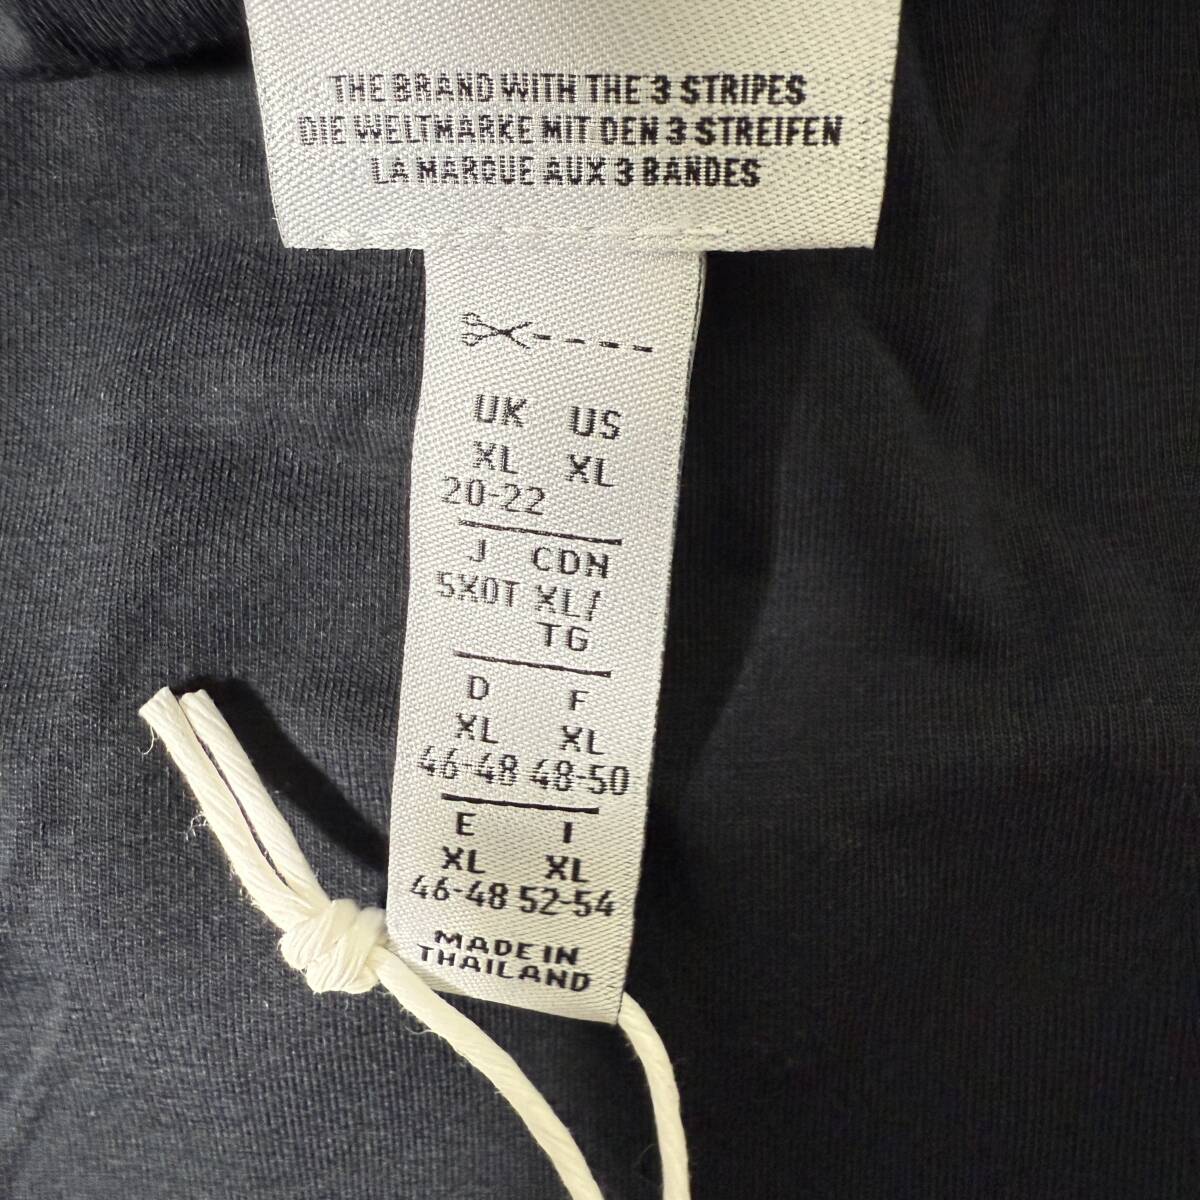 THE BRAND WITH THE 3 STRIPES
DIE WELTMARKE MIT DEN 3 STREIFEN
LA MARQUE AUX 3 BANDES
UK US
XL XL
20-22
J CDN
5XOT XL/
TG
D F
XL XL
46-48 48-50
E I
XL XL
46-48 52-54
MADE IN
THAILAND